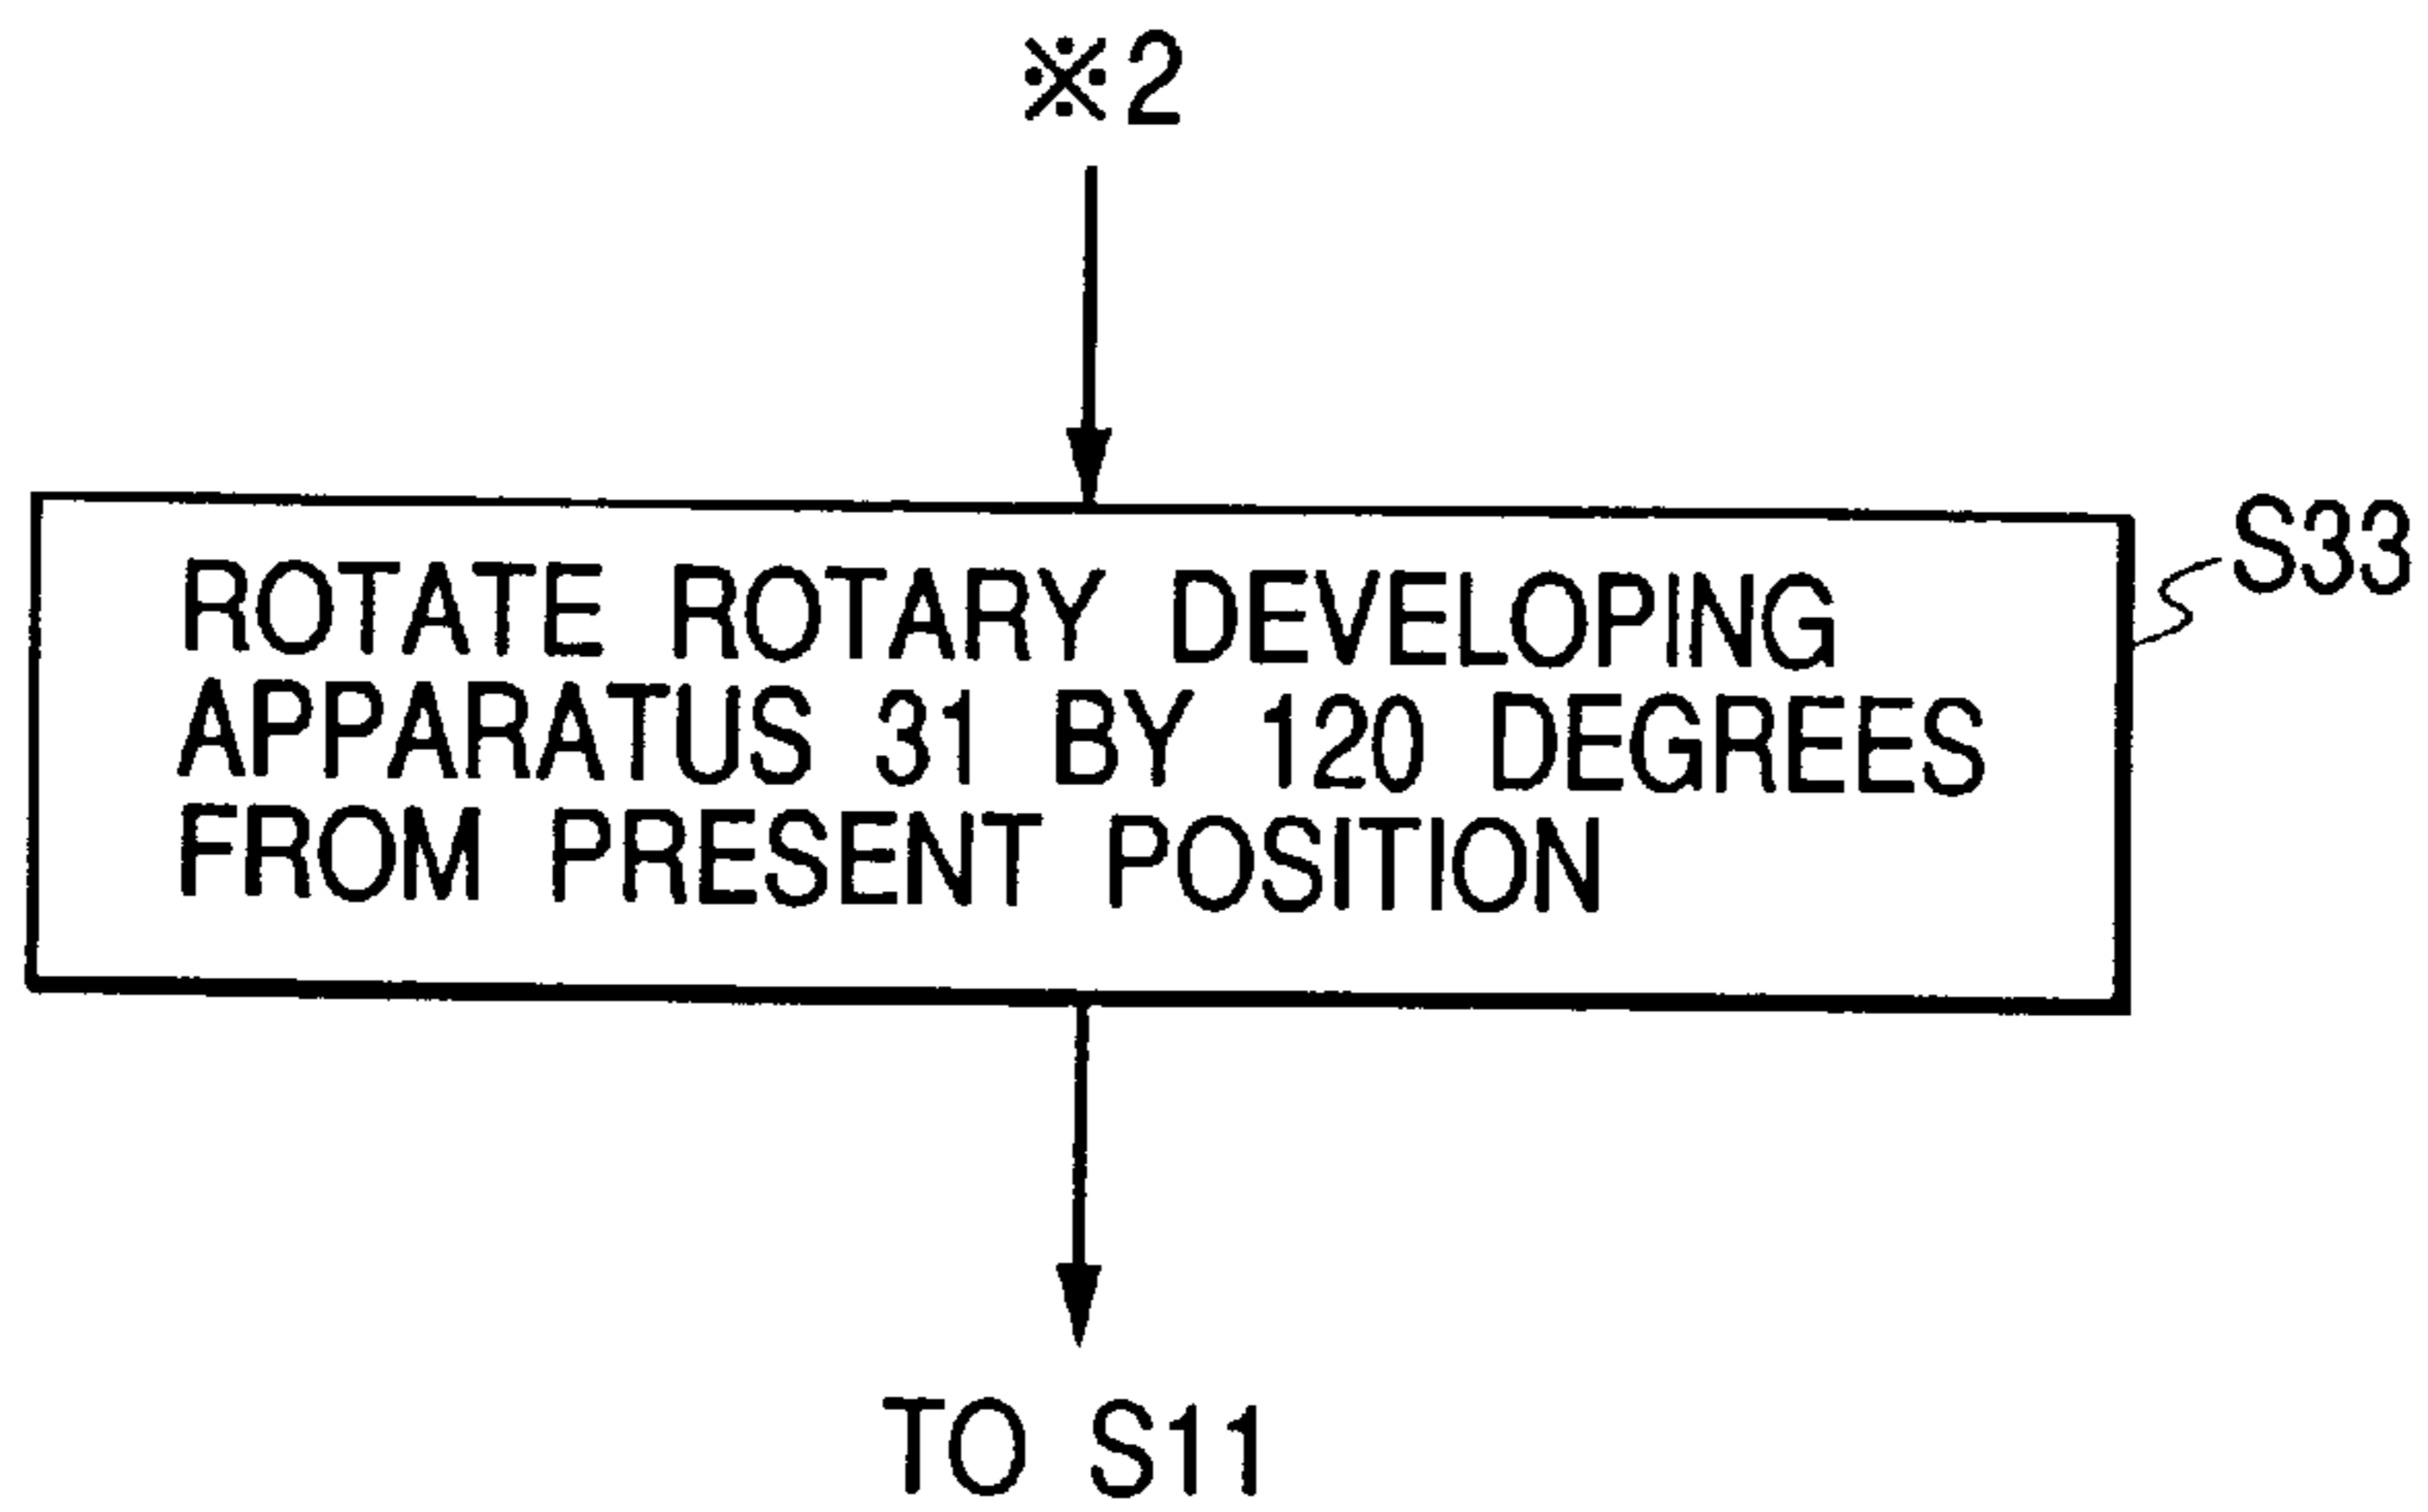 ※2
ROTATE ROTARY DEVELOPING
APPARATUS 31 BY 120 DEGREES
FROM PRESENT POSITION
S33
TO S11